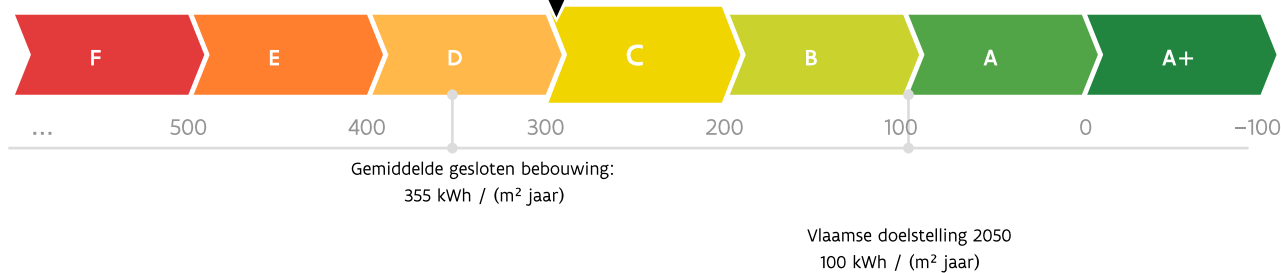 F E D C B A A+
... 500 400 300 200 100 0 −100
Gemiddelde gesloten bebouwing:
355 kWh / (m² jaar)
Vlaamse doelstelling 2050
100 kWh / (m² jaar)